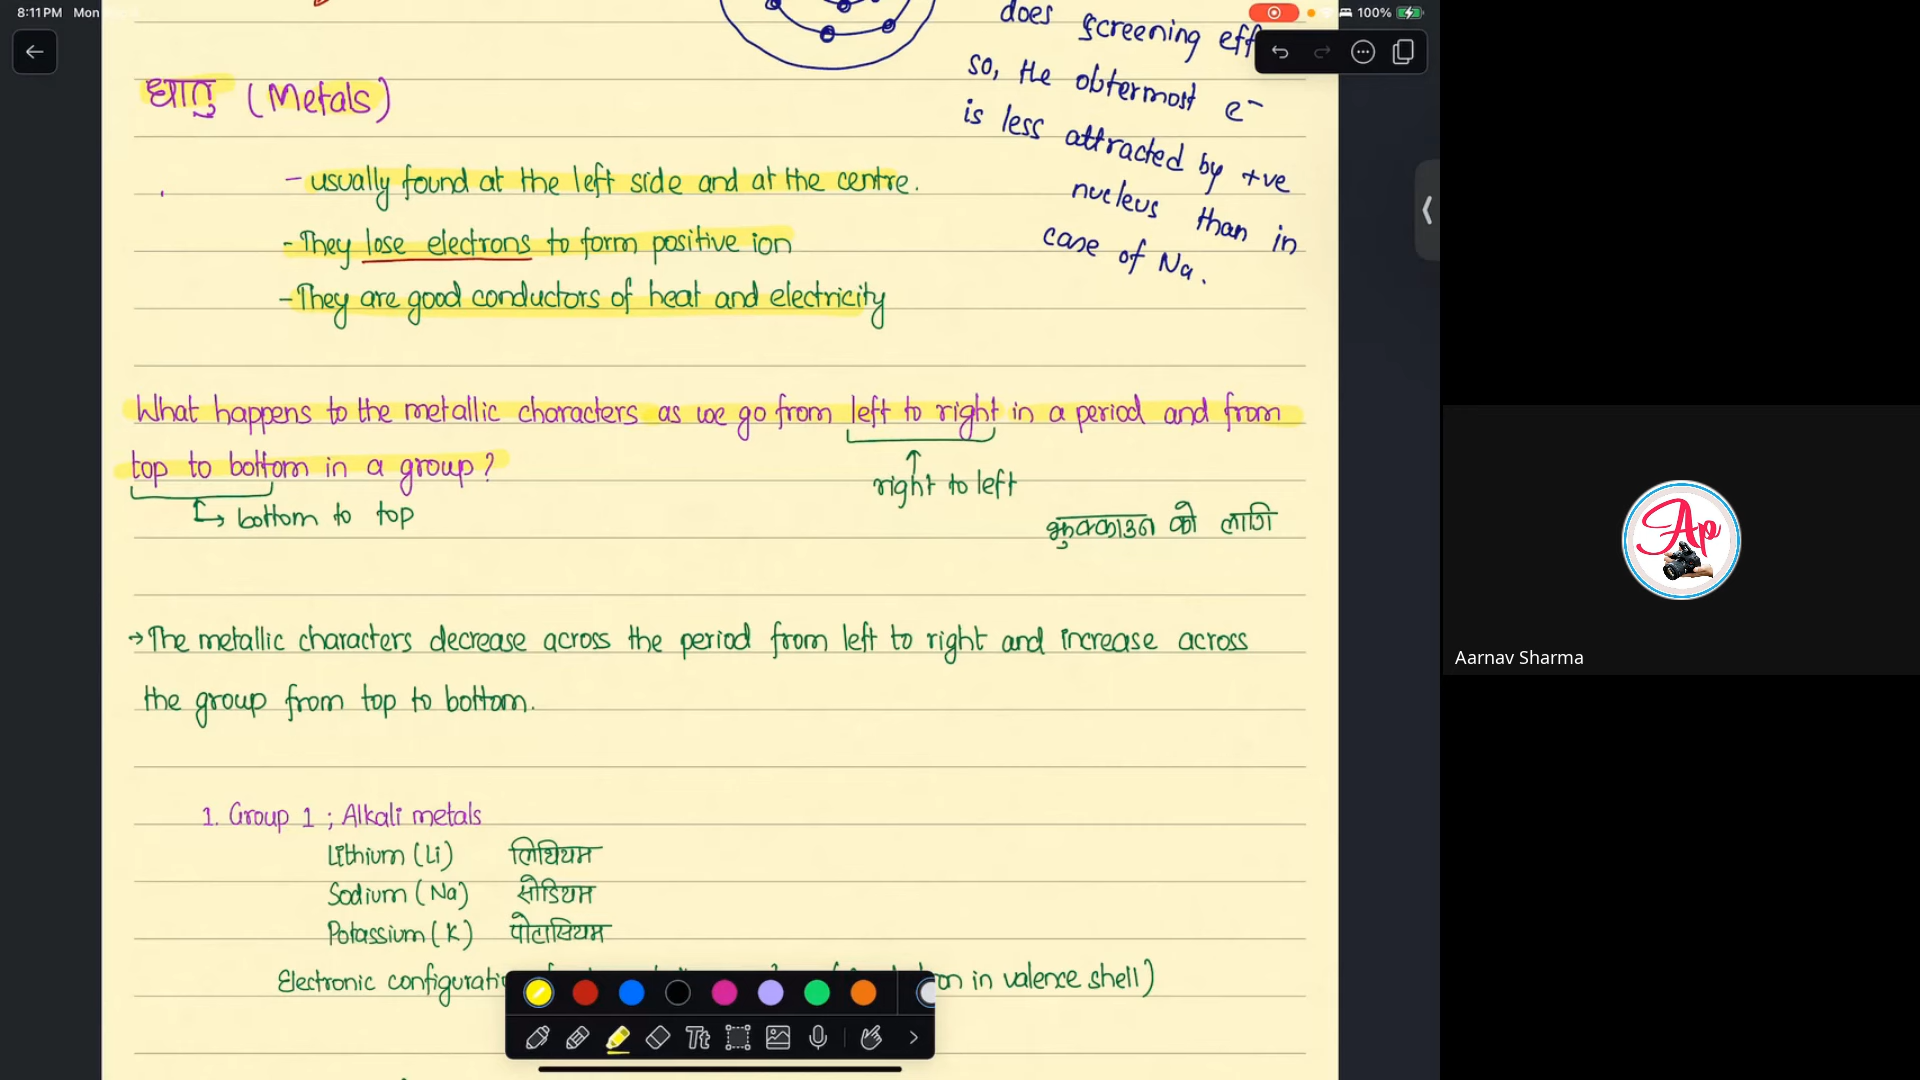 8:11 PM Mon
100%
does screening eff
so, the obtermost e⁻
is less attracted by +ve
nucleus than in
case of Na.
धातु (Metals)
- usually found at the left side and at the centre.
- They lose electrons to form positive ion
- They are good conductors of heat and electricity
What happens to the metallic characters as we go from left to right in a period and from
top to bottom in a group?
right to left
bottom to top
झुक्काउन को लागि
→ The metallic characters decrease across the period from left to right and increase across
the group from top to bottom.
1. Group 1 ; Alkali metals
Lithium (Li) लिथियम
Sodium (Na) सोडियम
Potassium (K) पोटासियम
Electronic configurati on in valence shell)
Tt
Ap
Aarnav Sharma